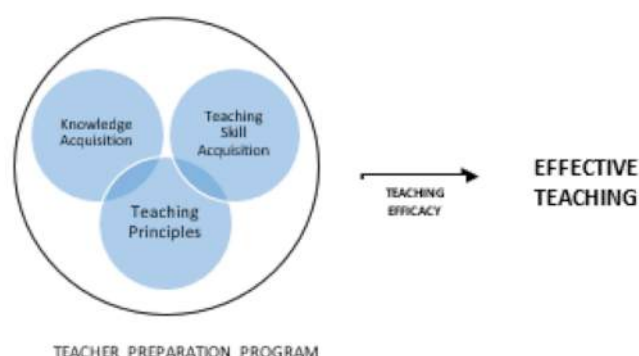 Knowledge
Acquisition
Teaching
Skill
Acquisition
Teaching
Principles
TEACHING
EFFICACY
EFFECTIVE
TEACHING
TEACHER PREPARATION PROGRAM